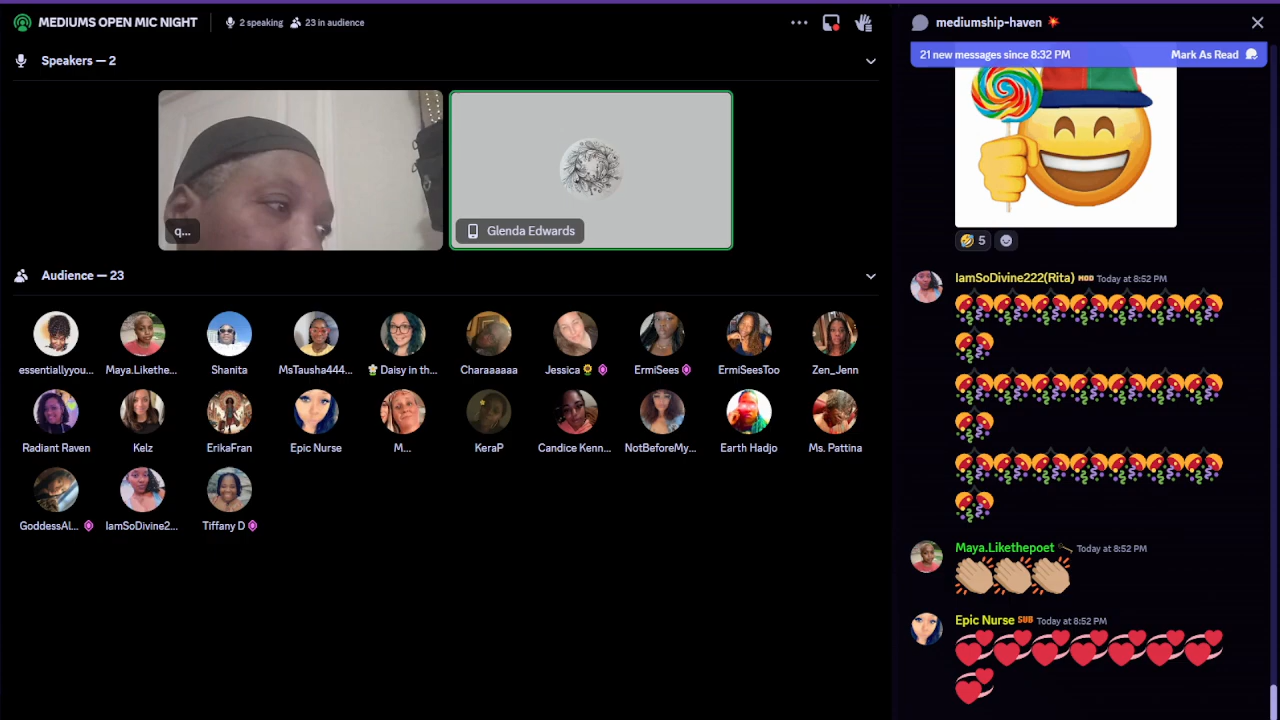 MEDIUMS OPEN MIC NIGHT
2 speaking
23 in audience
Speakers — 2
q...
Glenda Edwards
Audience — 23
essentiallyyou...
Maya.Likethe...
Shanita
MsTausha444...
Daisy in th...
Charaaaaaa
Jessica
ErmiSees
ErmiSeesToo
Zen_Jenn
Radiant Raven
Kelz
ErikaFran
Epic Nurse
M...
KeraP
Candice Kenn...
NotBeforeMy...
Earth Hadjo
Ms. Pattina
GoddessAl...
IamSoDivine2...
Tiffany D
mediumship-haven
21 new messages since 8:32 PM
Mark As Read
5
IamSoDivine222(Rita) MOD Today at 8:52 PM
Maya.Likethepoet Today at 8:52 PM
Epic Nurse SUB Today at 8:52 PM